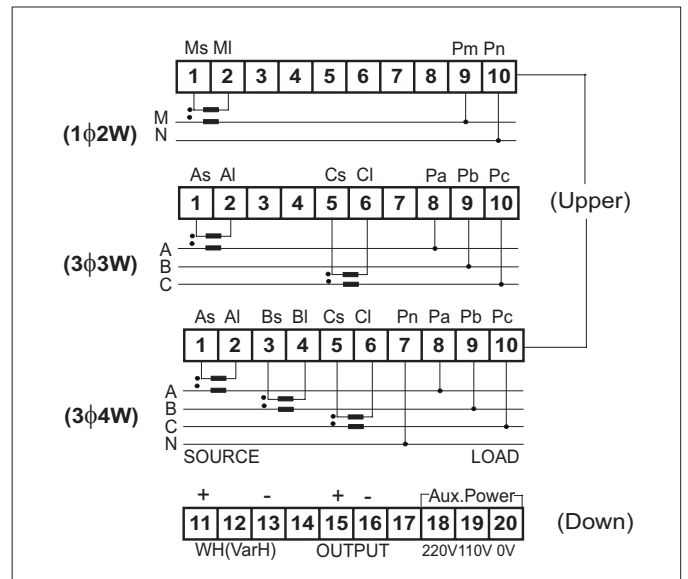 Ms Ml Pm Pn
1 2 3 4 5 6 7 8 9 10
M
(1ϕ2W)
N
As Al Cs Cl Pa Pb Pc
1 2 3 4 5 6 7 8 9 10
(Upper)
A
B
(3ϕ3W)
C
As Al Bs Bl Cs Cl Pn Pa Pb Pc
1 2 3 4 5 6 7 8 9 10
A
B
(3ϕ4W)
C
N
SOURCE LOAD
+ - + - Aux.Power
11 12 13 14 15 16 17 18 19 20
(Down)
WH(VarH) OUTPUT 220V110V 0V